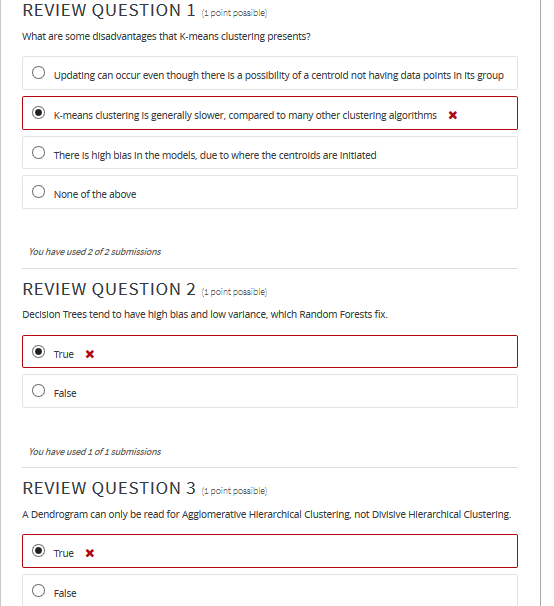 REVIEW QUESTION 1 (1 point possible)
What are some disadvantages that K-means clustering presents?
Updating can occur even though there is a possibility of a centroid not having data points in its group
K-means clustering is generally slower, compared to many other clustering algorithms ✖
There is high bias in the models, due to where the centroids are initiated
None of the above
You have used 2 of 2 submissions
REVIEW QUESTION 2 (1 point possible)
Decision Trees tend to have high bias and low variance, which Random Forests fix.
True ✖
False
You have used 1 of 1 submissions
REVIEW QUESTION 3 (1 point possible)
A Dendrogram can only be read for Agglomerative Hierarchical Clustering, not Divisive Hierarchical Clustering.
True ✖
False